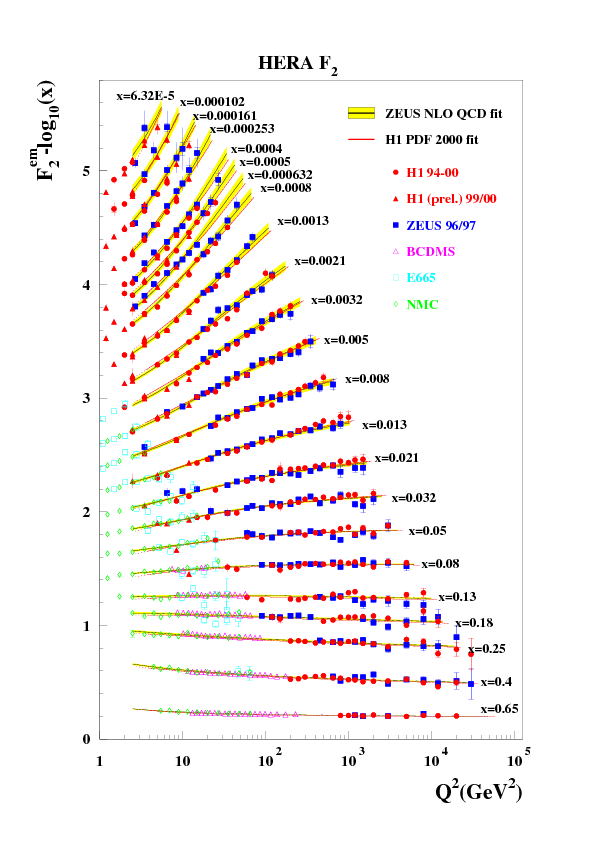 HERA F2
F2^em-log10(x)
x=6.32E-5
x=0.000102
x=0.000161
x=0.000253
x=0.0004
x=0.0005
x=0.000632
x=0.0008
x=0.0013
x=0.0021
x=0.0032
x=0.005
x=0.008
x=0.013
x=0.021
x=0.032
x=0.05
x=0.08
x=0.13
x=0.18
x=0.25
x=0.4
x=0.65
ZEUS NLO QCD fit
H1 PDF 2000 fit
H1 94-00
H1 (prel.) 99/00
ZEUS 96/97
BCDMS
E665
NMC
5
4
3
2
1
0
1 10 10^2 10^3 10^4 10^5
Q^2(GeV^2)